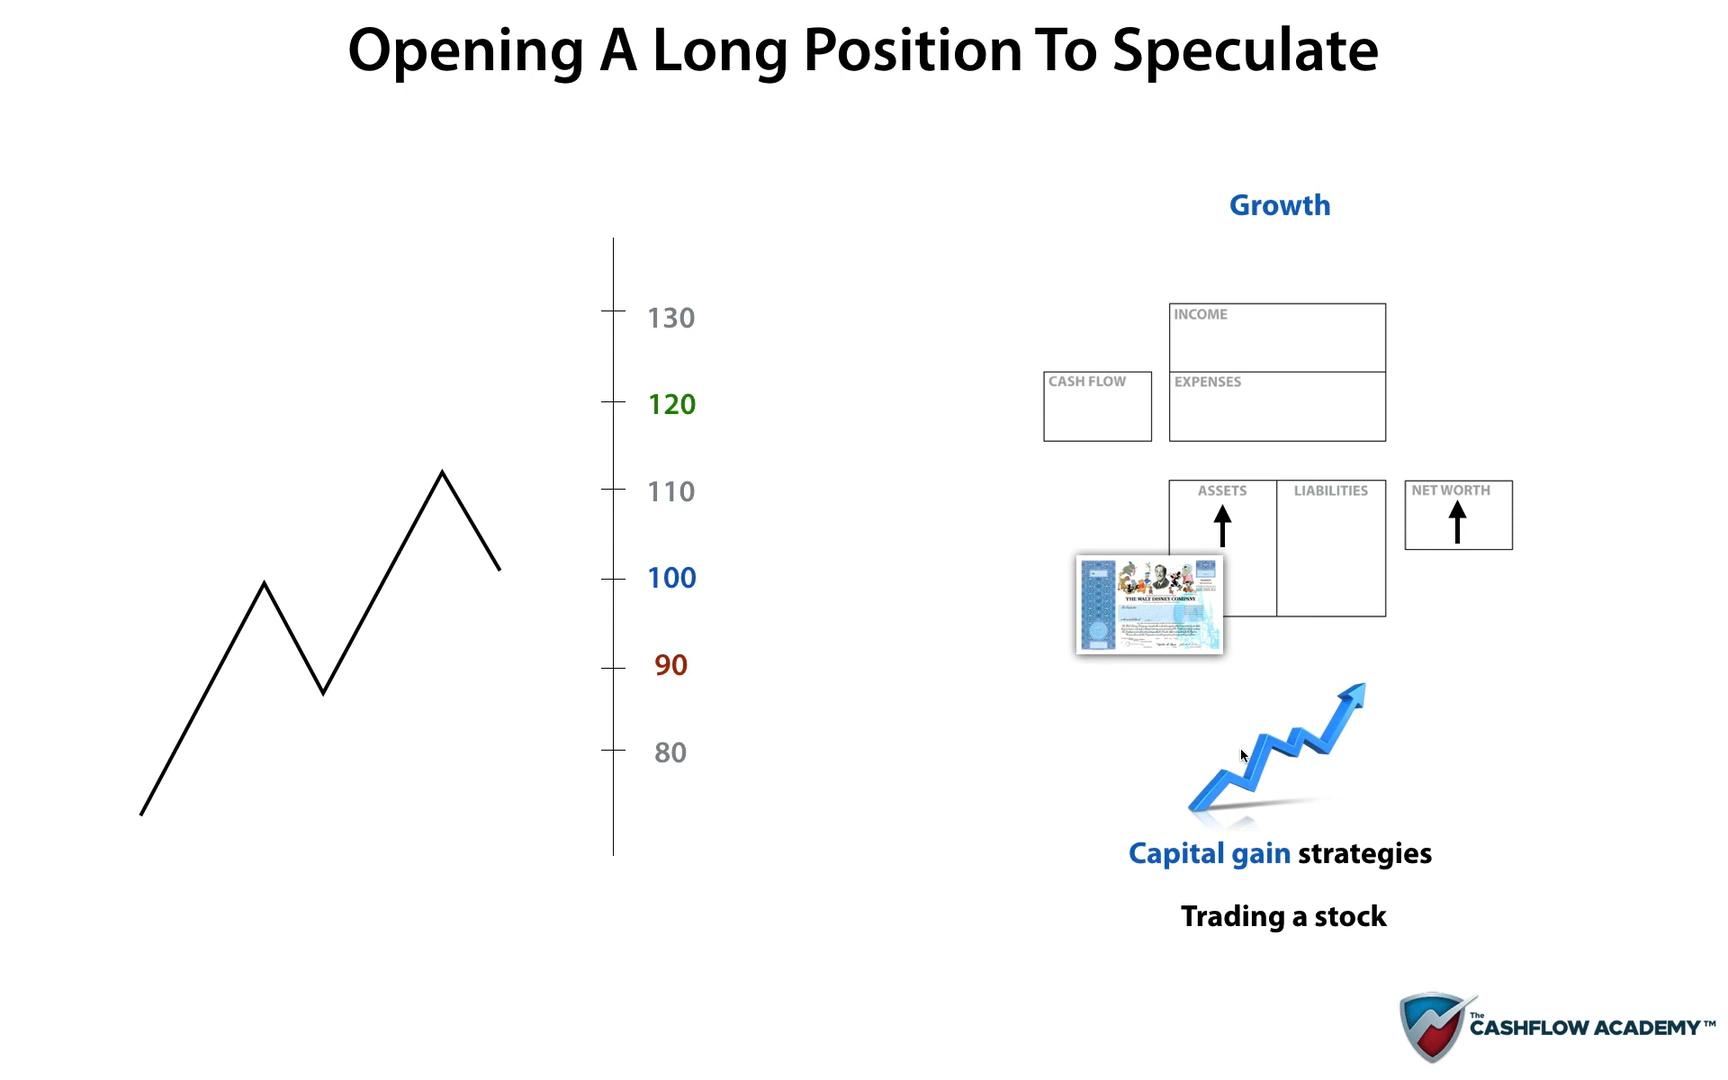 Opening A Long Position To Speculate
Growth
130
120
110
100
90
80
INCOME
CASH FLOW
EXPENSES
ASSETS
LIABILITIES
NET WORTH
THE WALT DISNEY COMPANY
Capital gain strategies
Trading a stock
The
CASHFLOW ACADEMY™